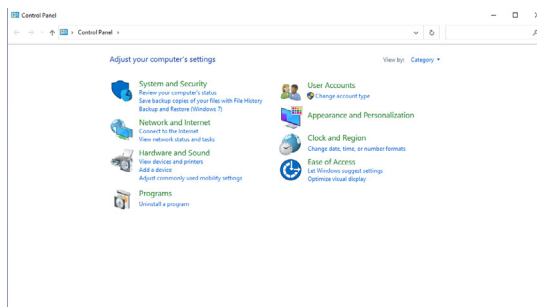 Control Panel
Control Panel
Adjust your computer's settings
View by: Category
System and Security
Review your computer's status
Save backup copies of your files with File History
Backup and Restore (Windows 7)
Network and Internet
Connect to the Internet
View network status and tasks
Hardware and Sound
View devices and printers
Add a device
Adjust commonly used mobility settings
Programs
Uninstall a program
User Accounts
Change account type
Appearance and Personalization
Clock and Region
Change date, time, or number formats
Ease of Access
Let Windows suggest settings
Optimize visual display